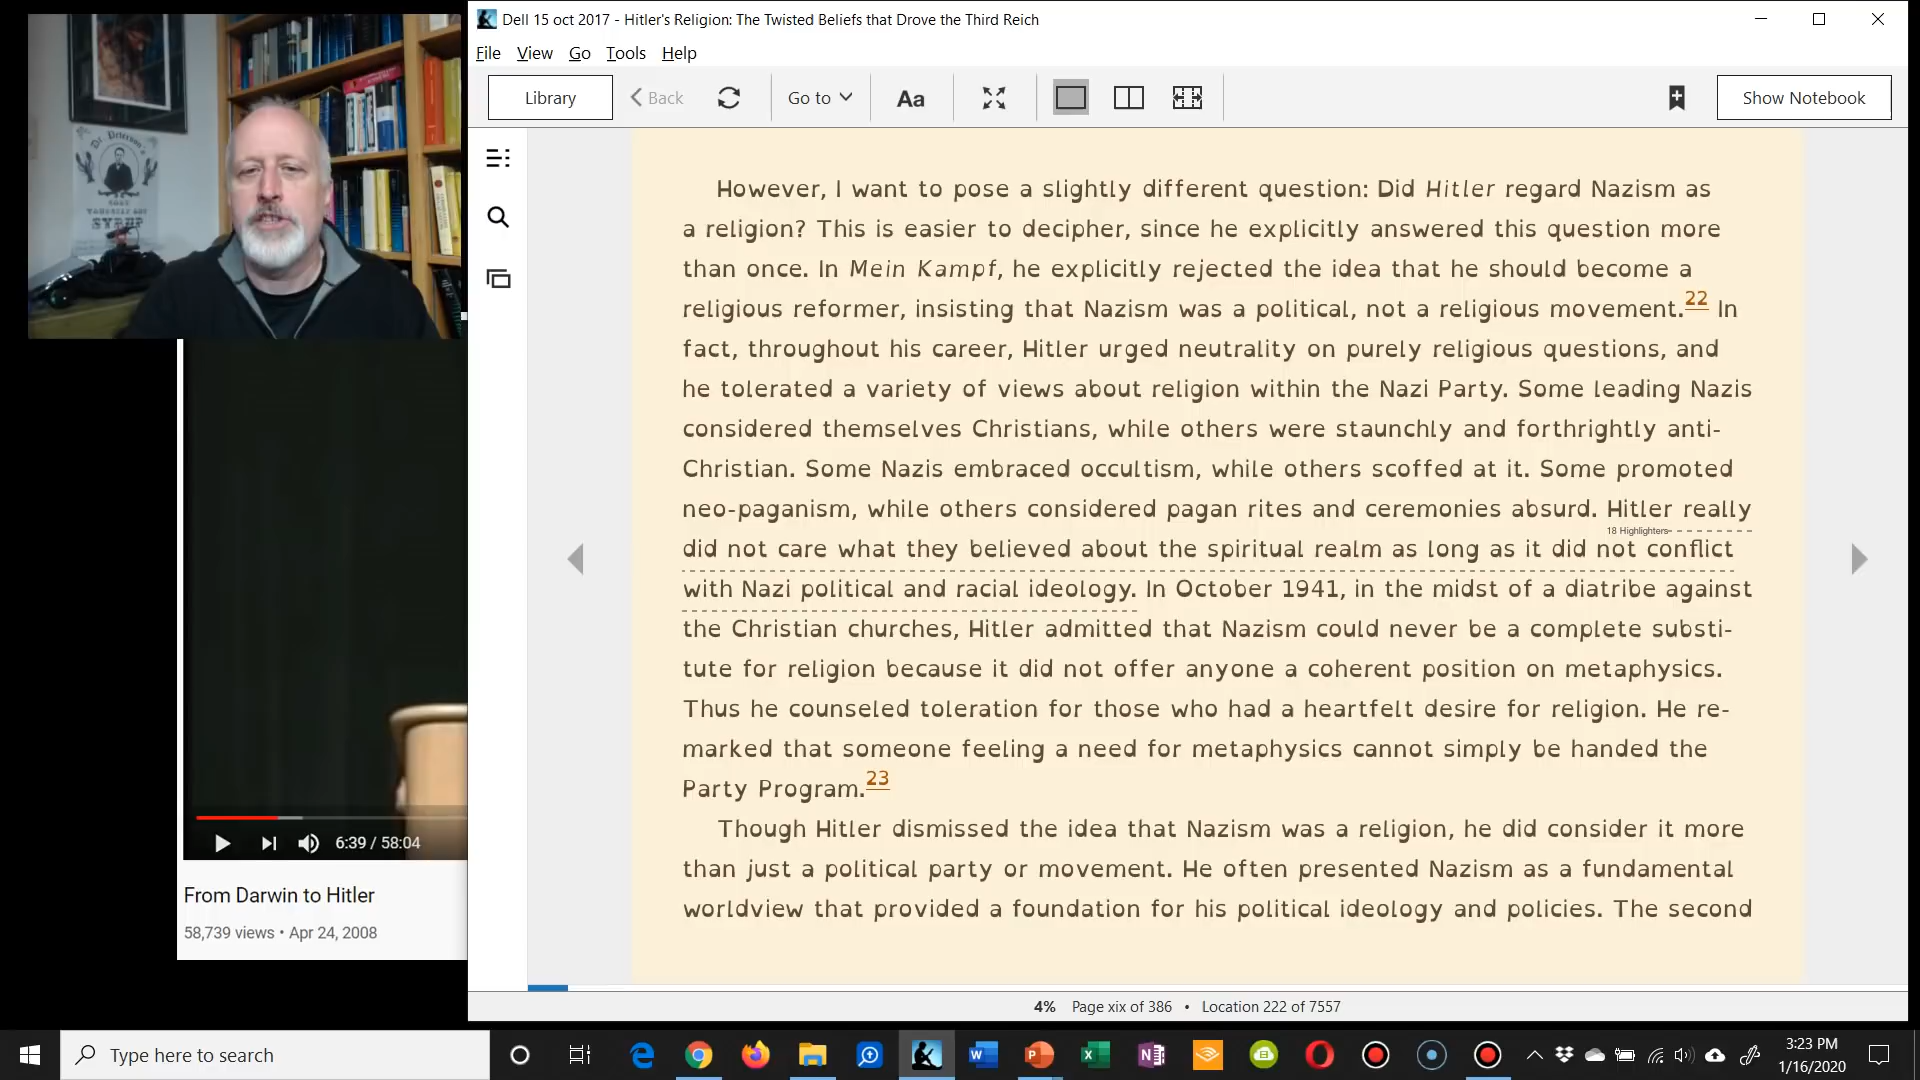 Dr. Peterson's
SYRUP
Dell 15 oct 2017 - Hitler's Religion: The Twisted Beliefs that Drove the Third Reich
File View Go Tools Help
Library
Back
Go to
Aa
Show Notebook
However, I want to pose a slightly different question: Did Hitler regard Nazism as
a religion? This is easier to decipher, since he explicitly answered this question more
than once. In Mein Kampf, he explicitly rejected the idea that he should become a
religious reformer, insisting that Nazism was a political, not a religious movement.22 In
fact, throughout his career, Hitler urged neutrality on purely religious questions, and
he tolerated a variety of views about religion within the Nazi Party. Some leading Nazis
considered themselves Christians, while others were staunchly and forthrightly anti-
Christian. Some Nazis embraced occultism, while others scoffed at it. Some promoted
neo-paganism, while others considered pagan rites and ceremonies absurd. Hitler really
18 Highlighters
did not care what they believed about the spiritual realm as long as it did not conflict
with Nazi political and racial ideology. In October 1941, in the midst of a diatribe against
the Christian churches, Hitler admitted that Nazism could never be a complete substi-
tute for religion because it did not offer anyone a coherent position on metaphysics.
Thus he counseled toleration for those who had a heartfelt desire for religion. He re-
marked that someone feeling a need for metaphysics cannot simply be handed the
Party Program.23
Though Hitler dismissed the idea that Nazism was a religion, he did consider it more
than just a political party or movement. He often presented Nazism as a fundamental
worldview that provided a foundation for his political ideology and policies. The second
4% Page xix of 386 • Location 222 of 7557
6:39 / 58:04
From Darwin to Hitler
58,739 views • Apr 24, 2008
Type here to search
3:23 PM
1/16/2020